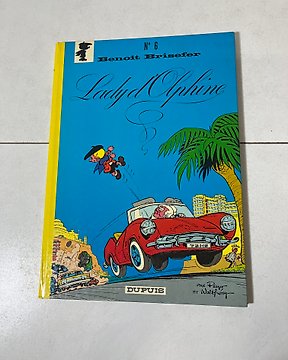 N° 6
Benoît Brisefer
Lady d'Olphine
DUPUIS